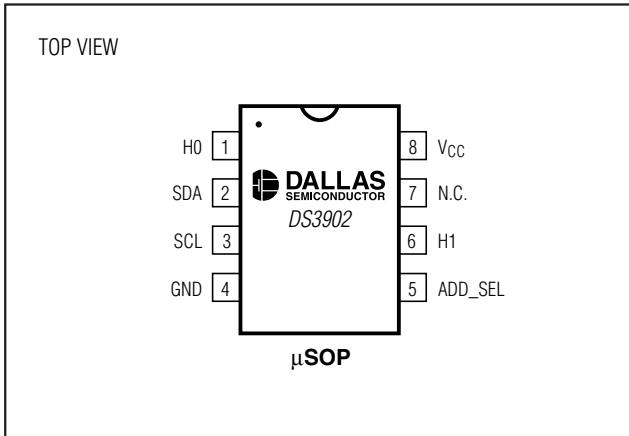 TOP VIEW
H0 1
8 VCC
DALLAS
SEMICONDUCTOR
SDA 2
7 N.C.
DS3902
SCL 3
6 H1
GND 4
5 ADD_SEL
µSOP